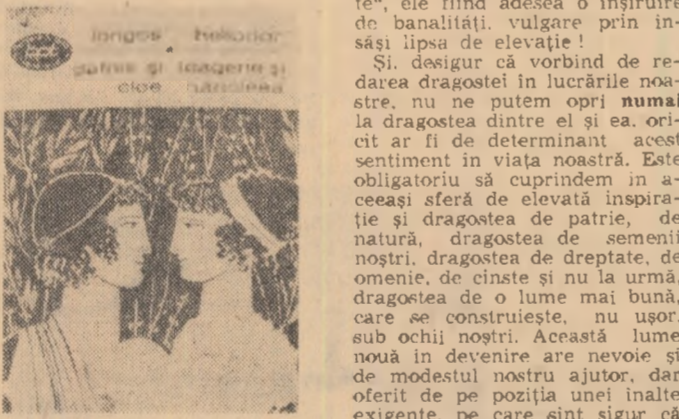 longos heliodor
dafnis și teagene și
cloe haricleea
te", ele fiind adesea o înșiruire
de banalități, vulgare prin în-
săși lipsa de elevație !
Și, desigur că vorbind de re-
darea dragostei în lucrările noa-
stre, nu ne putem opri numai
la dragostea dintre el și ea, ori-
cît ar fi de determinant acest
sentiment în viața noastră. Este
obligatoriu să cuprindem în a-
ceeași sferă de elevată inspira-
ție și dragostea de patrie, de
natură, dragostea de semenii
noștri, dragostea de dreptate, de
omenie, de cinste și nu la urmă,
dragostea de o lume mai bună,
care se construiește, nu ușor,
sub ochii noștri. Această lume
nouă în devenire are nevoie și
de modestul nostru ajutor, dar
oferit de pe poziția unei înalte
exigențe pe care sînt sigur că